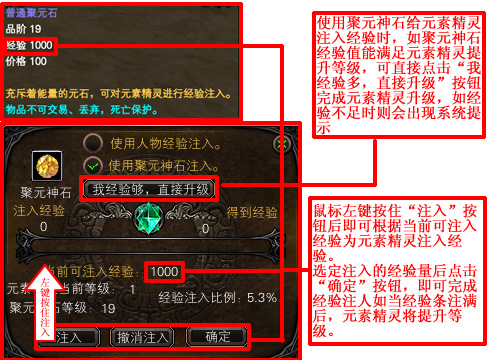 普通聚元石
品阶 19
经验 1000
价格 100
充斥着能量的元石，可对元素精灵进行经验注入。
物品不可交易、丢弃，死亡保护。
使用聚元神石给元素精灵
注入经验时，如聚元神石
经验值能满足元素精灵提
升等级，可直接点击“我
经验多，直接升级”按钮
完成元素精灵升级，如经
验不足时则会出现系统提
示
使用人物经验注入。
使用聚元神石注入。
聚元神石
我经验够，直接升级
注入经验
0
得到经验
0
当前可注入经验： 1000
元素 当前等级： 1
经验注入比例：5.3%
聚元 石等级： 19
左键按住注入
注入
撤消注入
确定
鼠标左键按住“注入”按
钮后即可根据当前可注入
经验为元素精灵注入经
验。
选定注入的经验量后点击
“确定”按钮，即可完成
经验注人如当经验条注满
后，元素精灵将提升等
级。